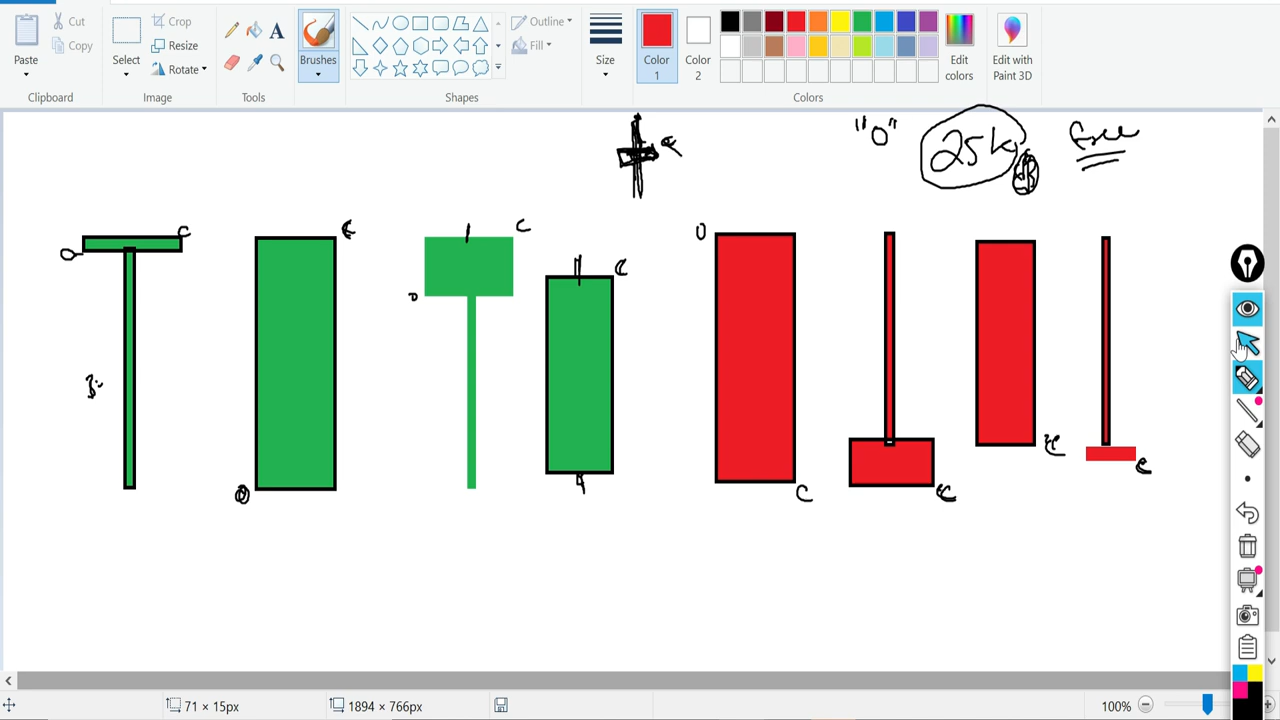 Paste
Cut
Copy
Clipboard
Select
Crop
Resize
Rotate
Image
A
Tools
Brushes
Outline
Fill
Shapes
Size
Color
1
Color
2
Edit
colors
Edit with
Paint 3D
Colors
"O" 25K free
O C
C
C
O
C
O
C
C
C
C
71 × 15px
1894 × 766px
100%